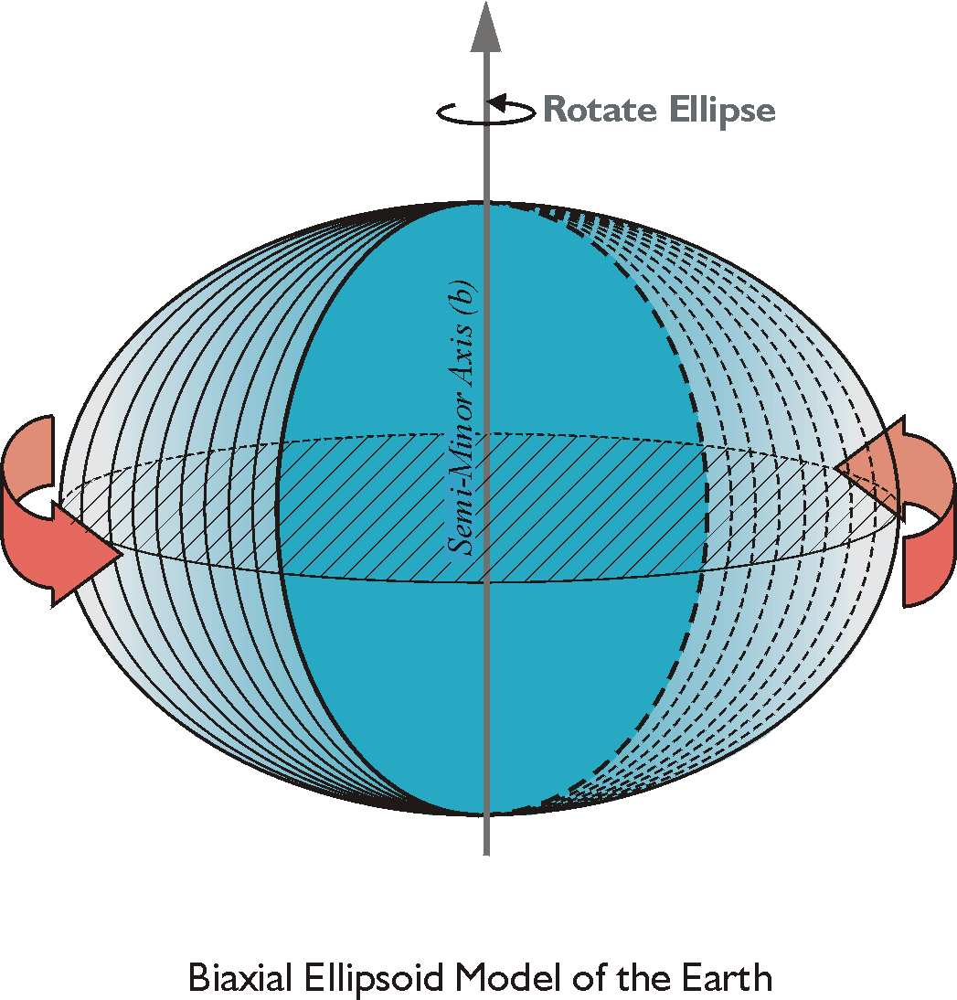 Rotate Ellipse
Semi-Minor Axis (b)
Biaxial Ellipsoid Model of the Earth